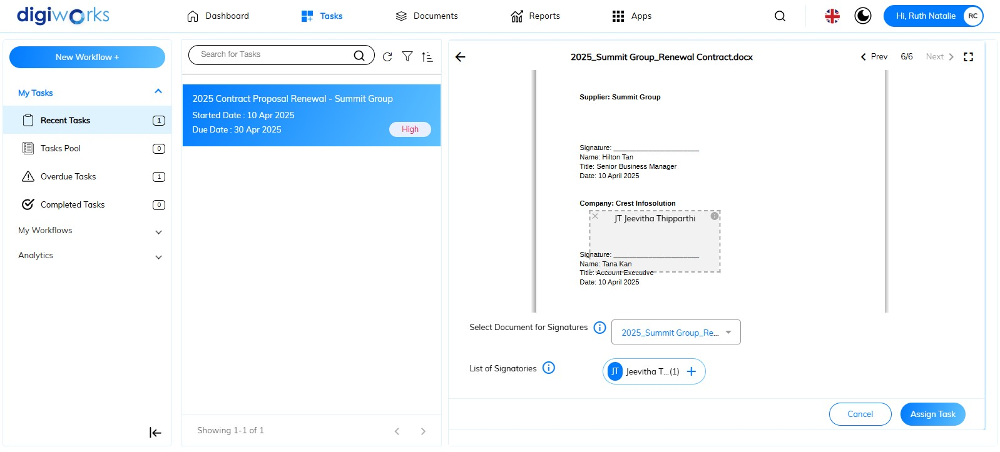 digiworks
Dashboard
Tasks
Documents
Reports
Apps
Hi, Ruth Natalie
RC
New Workflow +
My Tasks
Recent Tasks
1
Tasks Pool
0
Overdue Tasks
1
Completed Tasks
0
My Workflows
Analytics
Search for Tasks
2025 Contract Proposal Renewal - Summit Group
Started Date : 10 Apr 2025
Due Date : 30 Apr 2025
High
Showing 1-1 of 1
2025_Summit Group_Renewal Contract.docx
Prev
6/6
Next
Supplier: Summit Group
Signature: ______________________
Name: Hilton Tan
Title: Senior Business Manager
Date: 10 April 2025
Company: Crest Infosolution
JT Jeevitha Thipparthi
Signature: ______________________
Name: Tana Kan
Title: Account Executive
Date: 10 April 2025
Select Document for Signatures
2025_Summit Group_Re...
List of Signatories
JT
Jeevitha T...(1)
+
Cancel
Assign Task